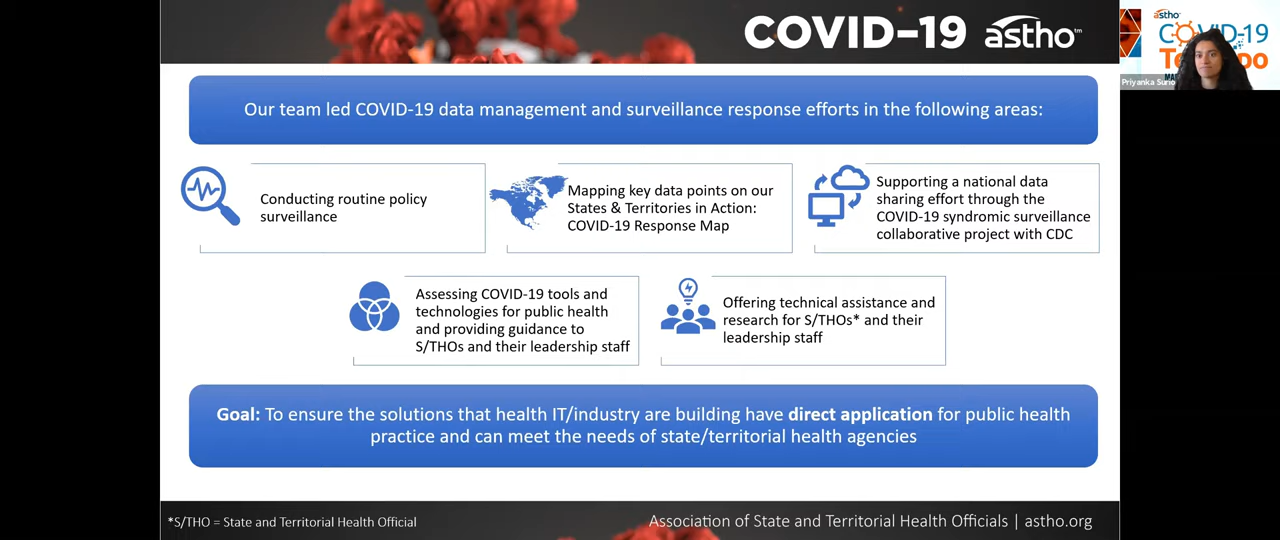 COVID-19 astho™
astho
COVID-19
Priyanka Surio
Our team led COVID-19 data management and surveillance response efforts in the following areas:
Conducting routine policy
surveillance
Mapping key data points on our
States & Territories in Action:
COVID-19 Response Map
Supporting a national data
sharing effort through the
COVID-19 syndromic surveillance
collaborative project with CDC
Assessing COVID-19 tools and
technologies for public health
and providing guidance to
S/THOs and their leadership staff
Offering technical assistance and
research for S/THOs* and their
leadership staff
Goal: To ensure the solutions that health IT/industry are building have direct application for public health
practice and can meet the needs of state/territorial health agencies
*S/THO = State and Territorial Health Official
Association of State and Territorial Health Officials | astho.org